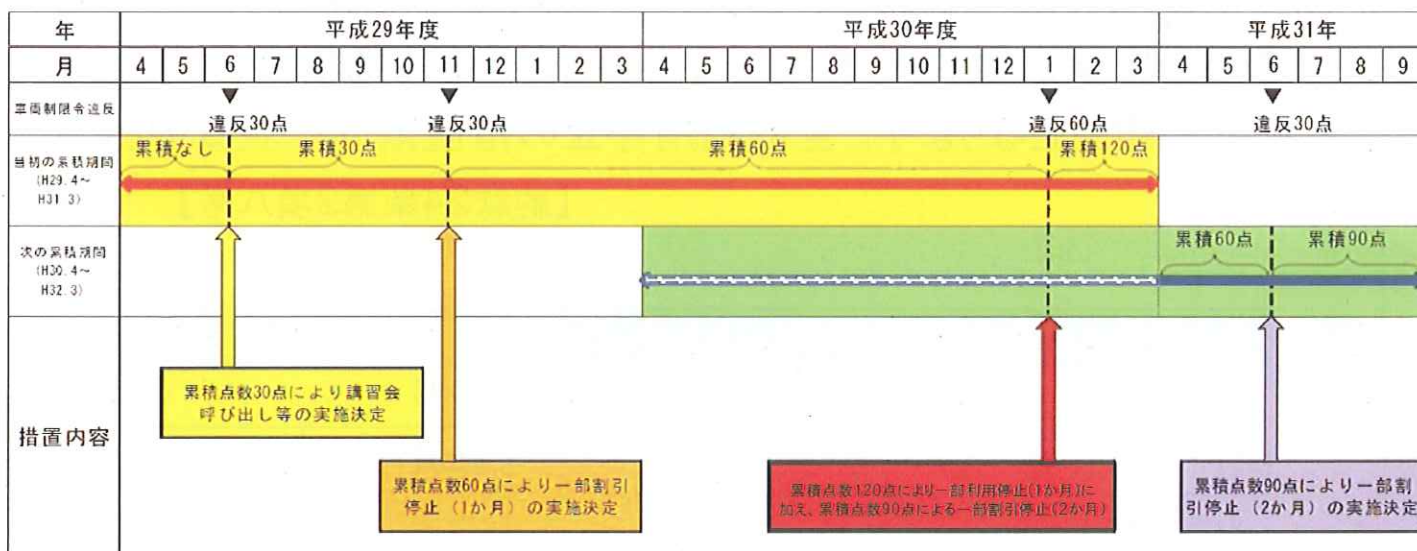 年 平成29年度 平成30年度 平成31年
月 4 5 6 7 8 9 10 11 12 1 2 3 4 5 6 7 8 9 10 11 12 1 2 3 4 5 6 7 8 9
車両制限令違反
違反30点 違反30点 違反60点 違反30点
当初の累積期間
(H29.4～
H31.3)
累積なし 累積30点 累積60点 累積120点
次の累積期間
(H30.4～
H32.3)
累積60点 累積90点
措置内容
累積点数30点により講習会
呼び出し等の実施決定
累積点数60点により一部割引
停止（1か月）の実施決定
累積点数120点により一部利用停止(1か月)に
加え、累積点数90点による一部割引停止(2か月)
累積点数90点により一部割
引停止（2か月）の実施決定